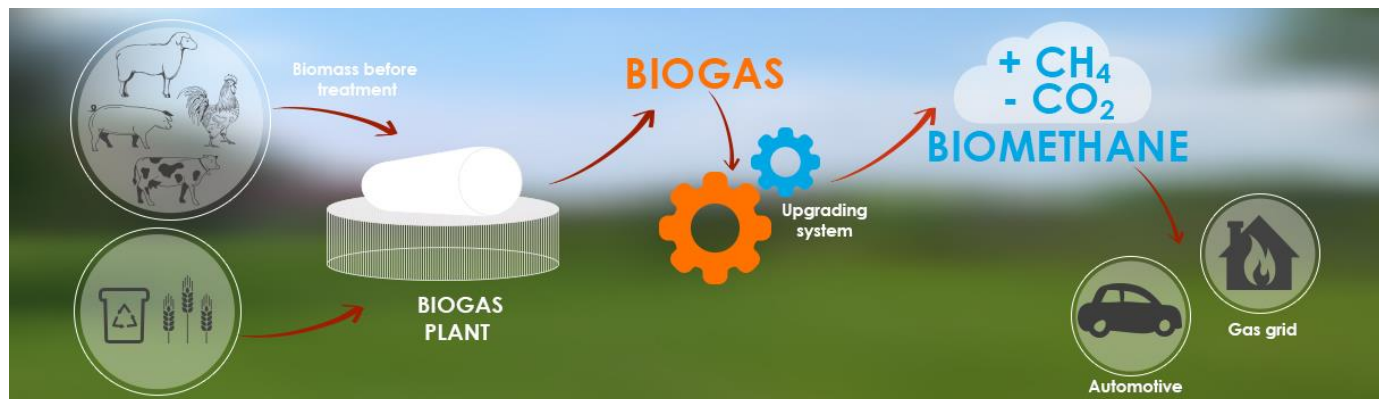 Biomass before
treatment
BIOGAS
PLANT
BIOGAS
Upgrading
system
+ CH₄
- CO₂
BIOMETHANE
Automotive
Gas grid